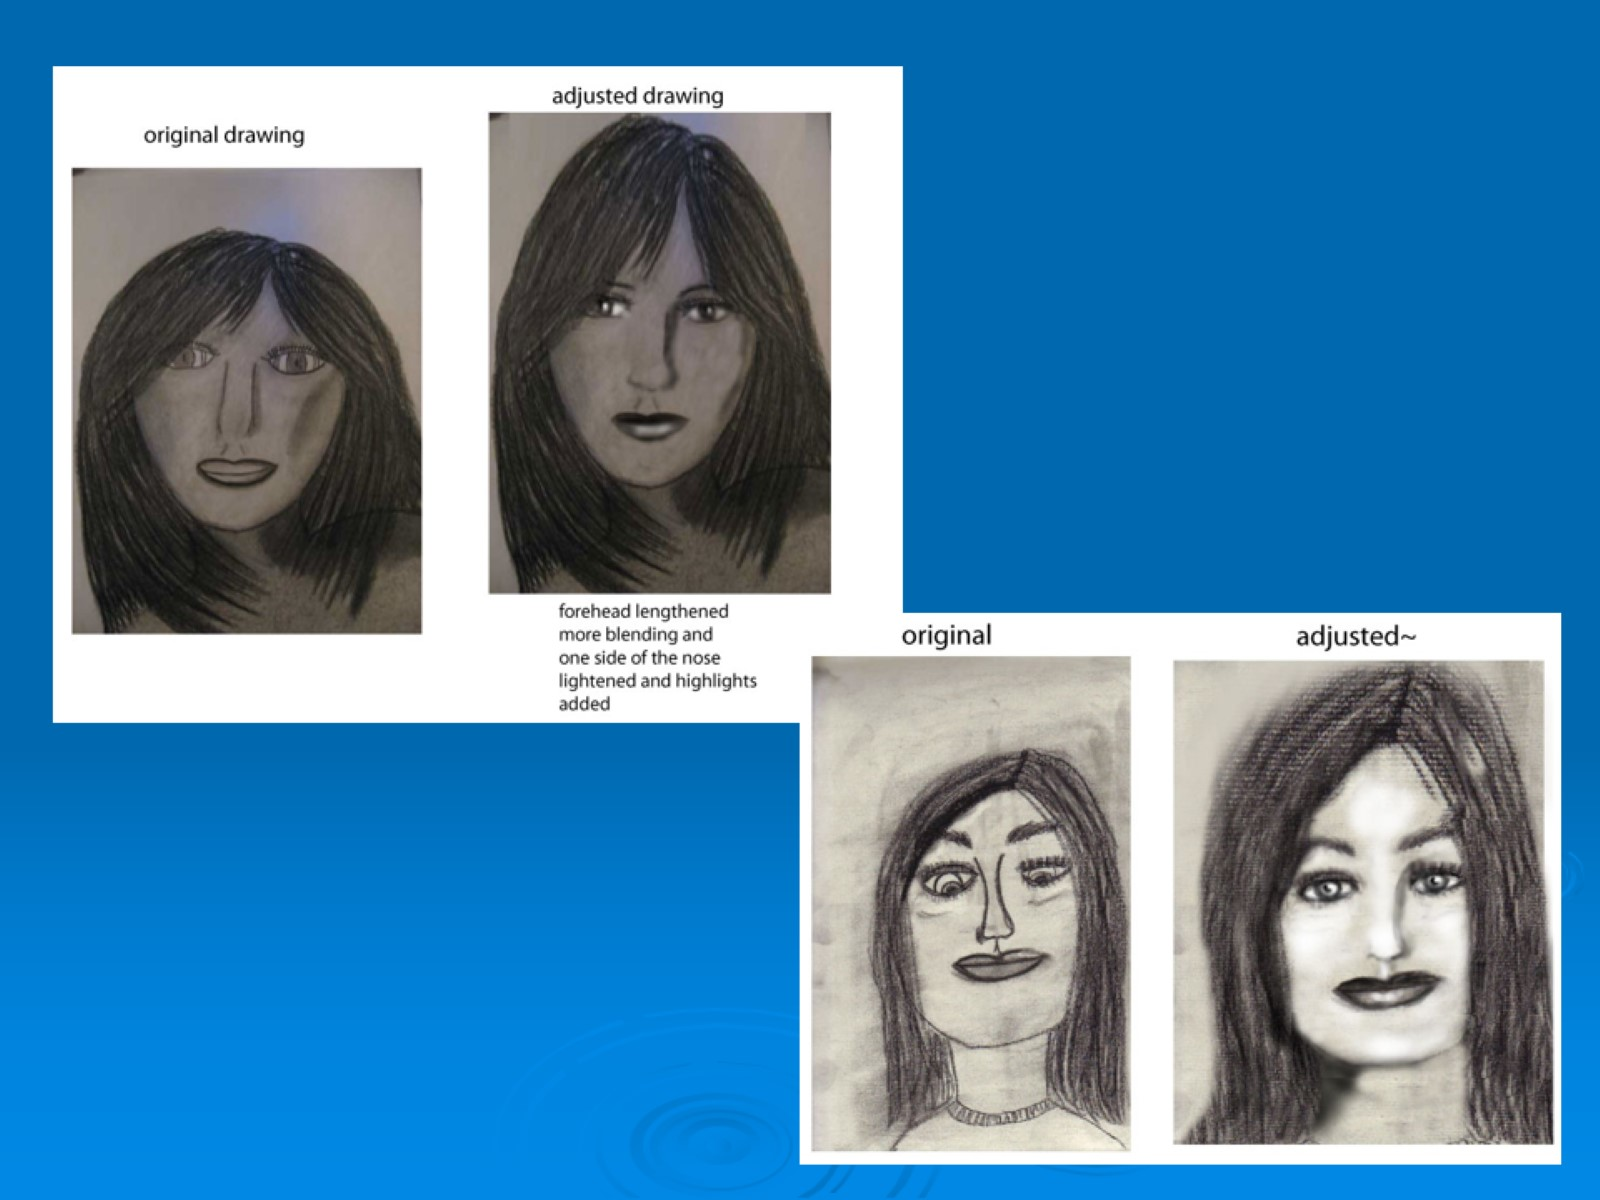 original drawing
adjusted drawing
forehead lengthened
more blending and
one side of the nose
lightened and highlights
added
original
adjusted~